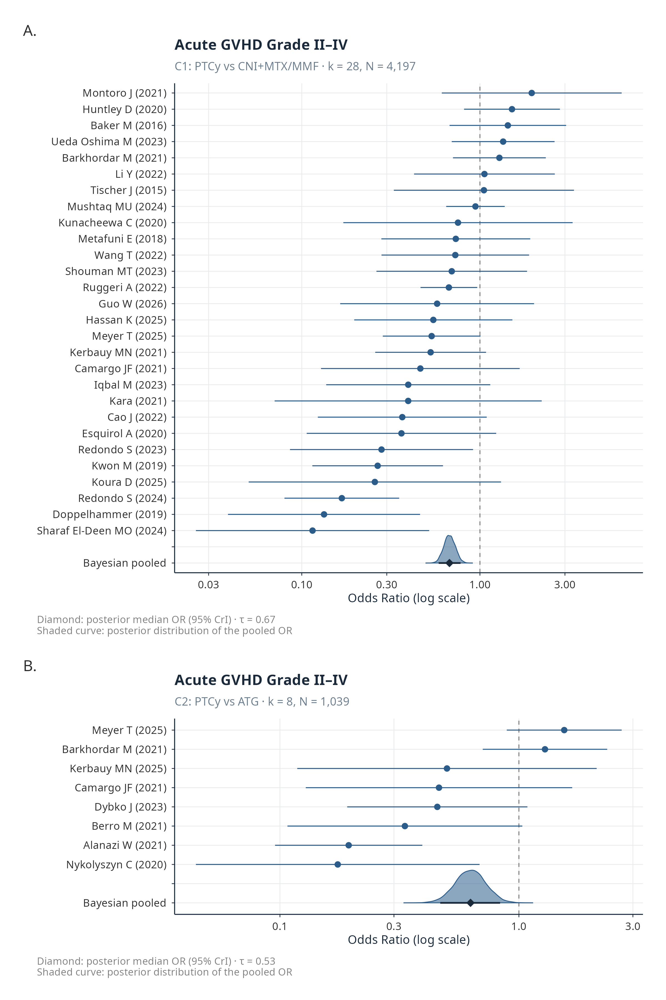 A.
Acute GVHD Grade II–IV
C1: PTCy vs CNI+MTX/MMF · k = 28, N = 4,197
Montoro J (2021)
Huntley D (2020)
Baker M (2016)
Ueda Oshima M (2023)
Barkhordar M (2021)
Li Y (2022)
Tischer J (2015)
Mushtaq MU (2024)
Kunacheewa C (2020)
Metafuni E (2018)
Wang T (2022)
Shouman MT (2023)
Ruggeri A (2022)
Guo W (2026)
Hassan K (2025)
Meyer T (2025)
Kerbauy MN (2021)
Camargo JF (2021)
Iqbal M (2023)
Kara (2021)
Cao J (2022)
Esquirol A (2020)
Redondo S (2023)
Kwon M (2019)
Koura D (2025)
Redondo S (2024)
Doppelhammer (2019)
Sharaf El-Deen MO (2024)
Bayesian pooled
0.03 0.10 0.30 1.00 3.00
Odds Ratio (log scale)
Diamond: posterior median OR (95% CrI) · τ = 0.67
Shaded curve: posterior distribution of the pooled OR
B.
Acute GVHD Grade II–IV
C2: PTCy vs ATG · k = 8, N = 1,039
Meyer T (2025)
Barkhordar M (2021)
Kerbauy MN (2025)
Camargo JF (2021)
Dybko J (2023)
Berro M (2021)
Alanazi W (2021)
Nykolyszyn C (2020)
Bayesian pooled
0.1 0.3 1.0 3.0
Odds Ratio (log scale)
Diamond: posterior median OR (95% CrI) · τ = 0.53
Shaded curve: posterior distribution of the pooled OR